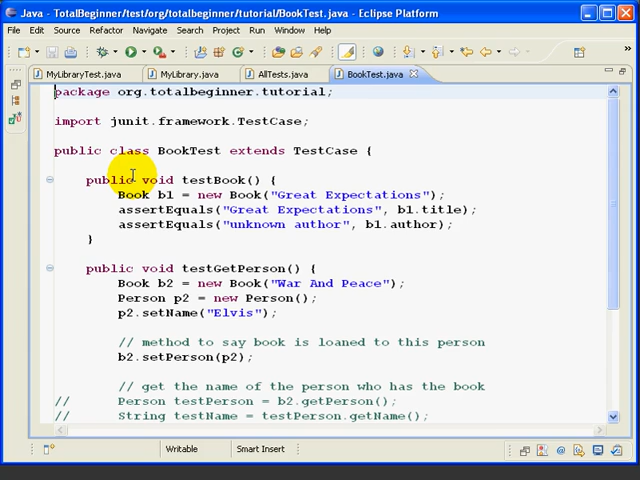 Java - TotalBeginner/test/org/totalbeginner/tutorial/BookTest.java - Eclipse Platform
File Edit Source Refactor Navigate Search Project Run Window Help
MyLibraryTest.java MyLibrary.java AllTests.java BookTest.java
package org.totalbeginner.tutorial;
import junit.framework.TestCase;
public class BookTest extends TestCase {
public void testBook() {
Book b1 = new Book("Great Expectations");
assertEquals("Great Expectations", b1.title);
assertEquals("unknown author", b1.author);
}
public void testGetPerson() {
Book b2 = new Book("War And Peace");
Person p2 = new Person();
p2.setName("Elvis");
// method to say book is loaned to this person
b2.setPerson(p2);
// get the name of the person who has the book
// Person testPerson = b2.getPerson();
// String testName = testPerson.getName();
Writable Smart Insert